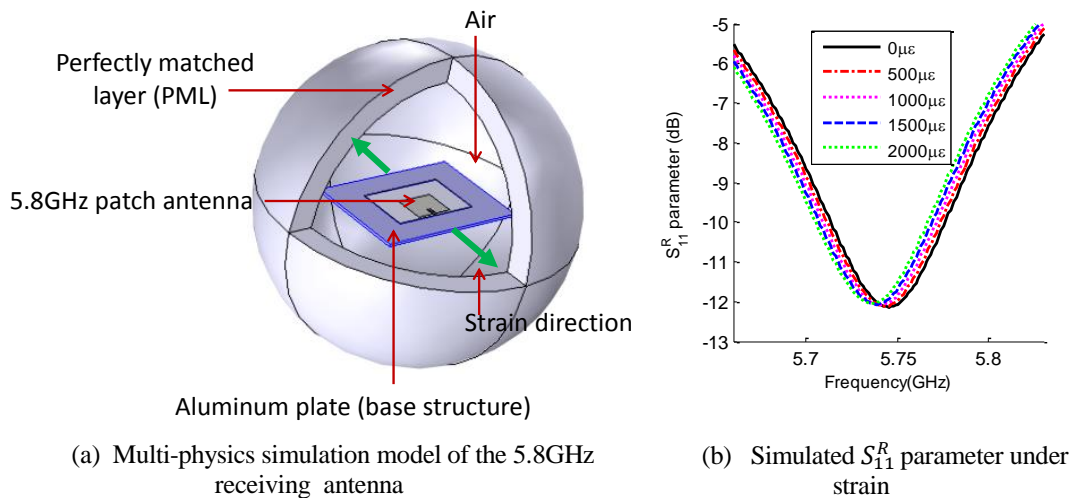 Air
Perfectly matched
layer (PML)
5.8GHz patch antenna
Strain direction
Aluminum plate (base structure)
(a) Multi-physics simulation model of the 5.8GHz
receiving antenna
-5
-6
-7
-8
-9
-10
-11
-12
-13
S₁₁ᴿ parameter (dB)
0με
500με
1000με
1500με
2000με
5.7
5.75
5.8
Frequency(GHz)
(b) Simulated S₁₁ᴿ parameter under
strain